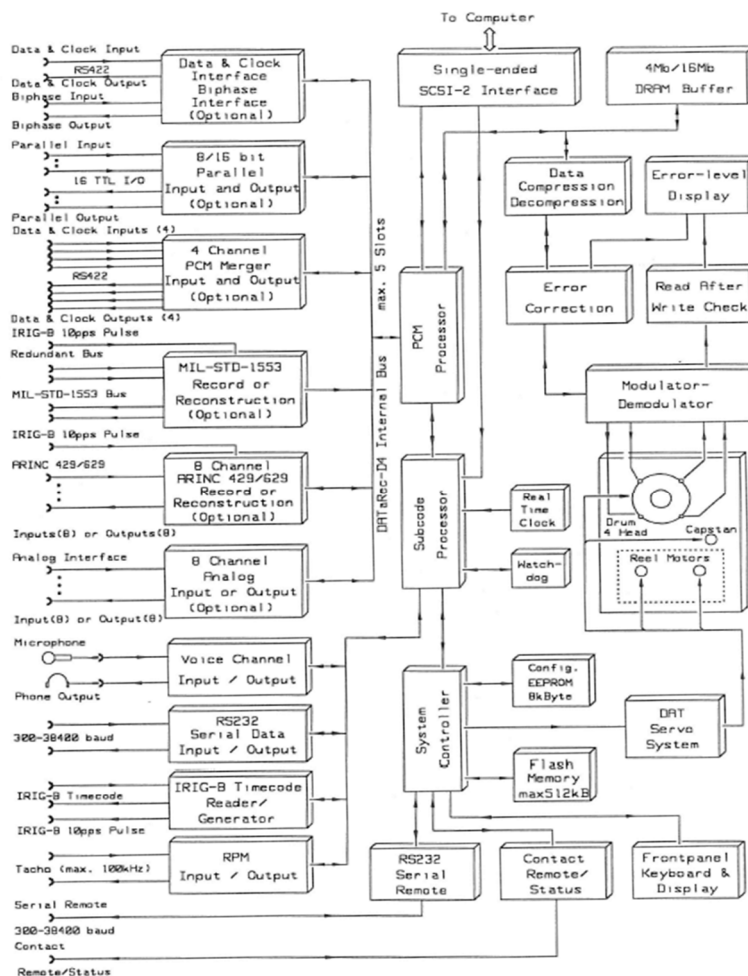 To Computer
Data & Clock Input
RS422
Data & Clock Output
Biphase Input
Biphase Output
Data & Clock
Interface
Biphase
Interface
(Optional)
Single-ended
SCSI-2 Interface
4Mb/16Mb
DRAM Buffer
Parallel Input
16 TTL I/O
Parallel Output
8/16 bit
Parallel
Input and Output
(Optional)
Data
Compression
Decompression
Error-level
Display
Data & Clock Inputs (4)
RS422
Data & Clock Outputs (4)
4 Channel
PCM Merger
Input and Output
(Optional)
max. 5 Slots
DATaRec-D4 Internal Bus
PCM
Processor
Error
Correction
Read After
Write Check
IRIG-B 10pps Pulse
Redundant Bus
MIL-STD-1553 Bus
MIL-STD-1553
Record or
Reconstruction
(Optional)
Modulator-
Demodulator
IRIG-B 10pps Pulse
ARINC 429/629
Inputs(8) or Outputs(8)
8 Channel
ARINC 429/629
Record or
Reconstruction
(Optional)
Subcode
Processor
Real
Time
Clock
Drum
4 Head
Capstan
Reel Motors
Analog Interface
Input(8) or Output(8)
8 Channel
Analog
Input or Output
(Optional)
Watch-
dog
Microphone
Phone Output
Voice Channel
Input / Output
System
Controller
Config.
EEPROM
8kByte
300-38400 baud
RS232
Serial Data
Input / Output
DAT
Servo
System
IRIG-B Timecode
IRIG-B 10pps Pulse
IRIG-B Timecode
Reader/
Generator
Flash
Memory
max512kB
Tacho (max. 100kHz)
RPM
Input / Output
RS232
Serial
Remote
Contact
Remote/
Status
Frontpanel
Keyboard &
Display
Serial Remote
300-38400 baud
Contact
Remote/Status